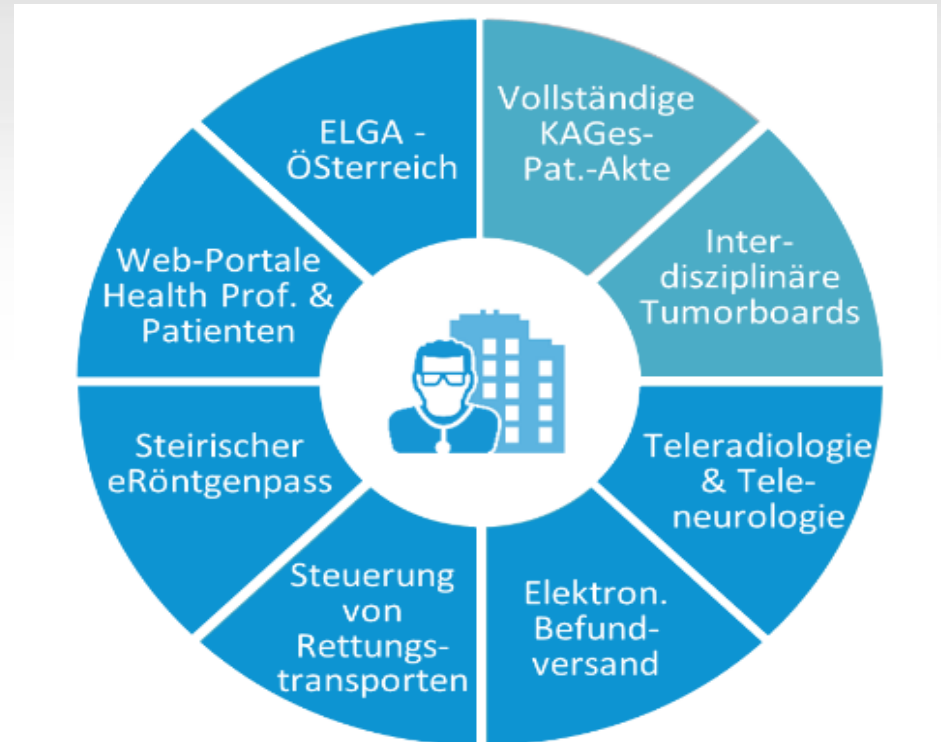 Vollständige
KAGes-
Pat.-Akte
Inter-
disziplinäre
Tumorboards
Teleradiologie
& Tele-
neurologie
Elektron.
Befund-
versand
Steuerung
von
Rettungs-
transporten
Steirischer
eRöntgenpass
Web-Portale
Health Prof. &
Patienten
ELGA -
ÖSterreich